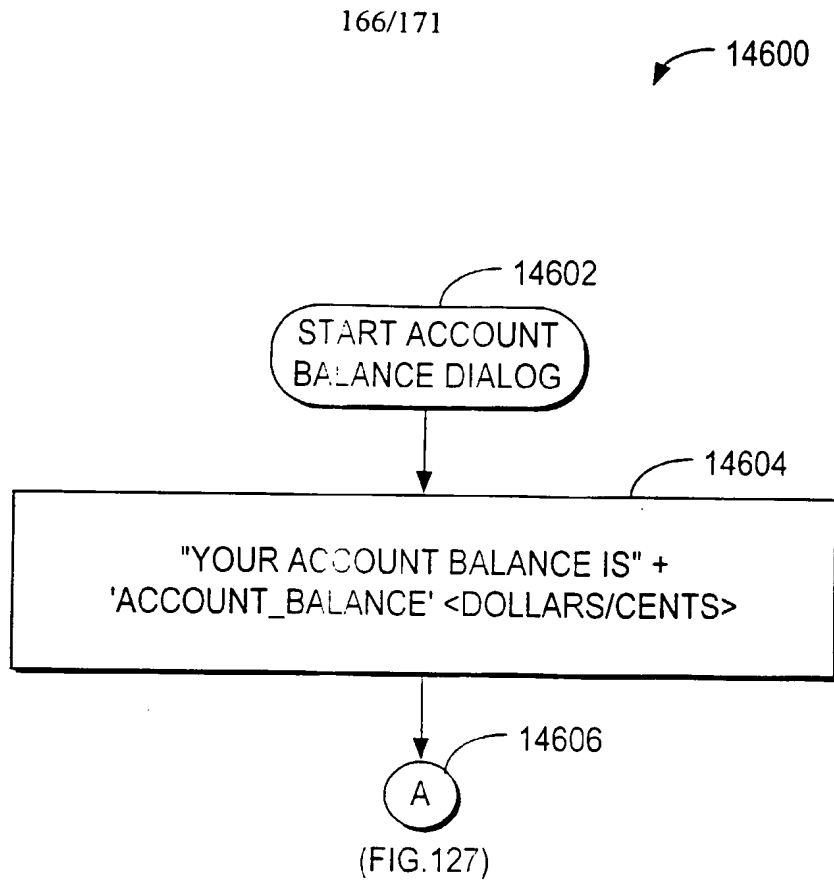 166/171
14600
14602
START ACCOUNT
BALANCE DIALOG
14604
"YOUR ACCOUNT BALANCE IS" +
'ACCOUNT_BALANCE' <DOLLARS/CENTS>
14606
A
(FIG.127)